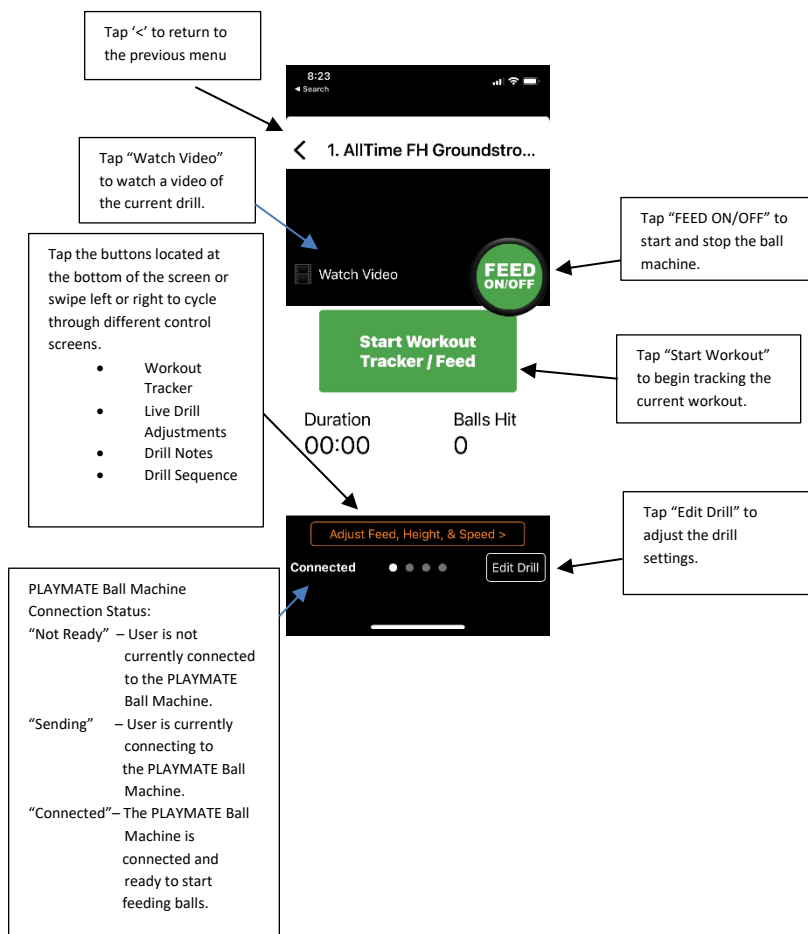 Tap ‘<’ to return to
the previous menu
8:23
◄ Search
1. AllTime FH Groundstro...
Tap “Watch Video”
to watch a video of
the current drill.
Watch Video
FEED
ON/OFF
Tap “FEED ON/OFF” to
start and stop the ball
machine.
Tap the buttons located at
the bottom of the screen or
swipe left or right to cycle
through different control
screens.
• Workout
Tracker
• Live Drill
Adjustments
• Drill Notes
• Drill Sequence
Start Workout
Tracker / Feed
Tap “Start Workout”
to begin tracking the
current workout.
Duration
00:00
Balls Hit
0
Adjust Feed, Height, & Speed >
Connected
Edit Drill
Tap “Edit Drill” to
adjust the drill
settings.
PLAYMATE Ball Machine
Connection Status:
“Not Ready” – User is not
currently connected
to the PLAYMATE
Ball Machine.
“Sending” – User is currently
connecting to
the PLAYMATE Ball
Machine.
“Connected”– The PLAYMATE Ball
Machine is
connected and
ready to start
feeding balls.